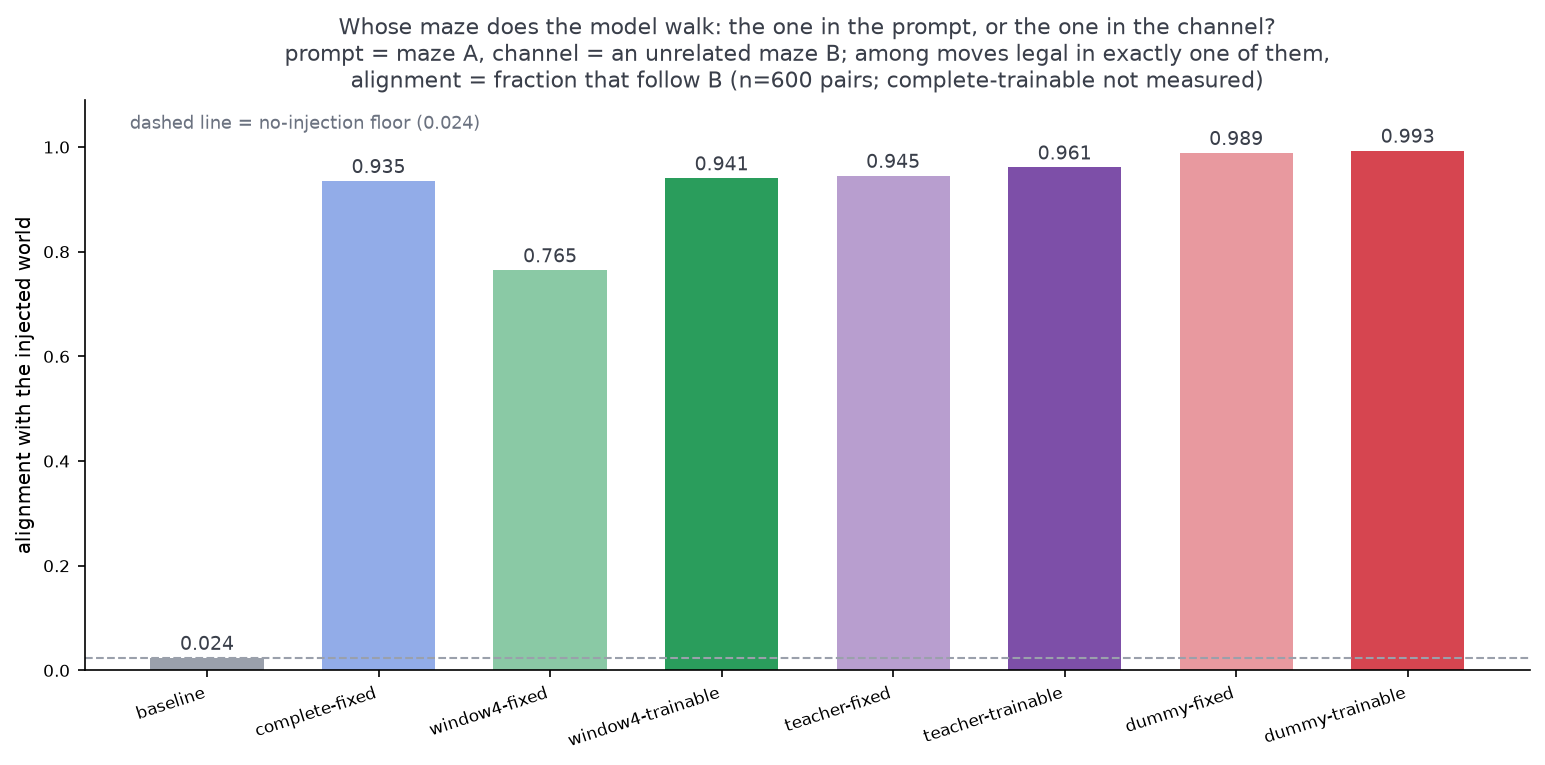 Whose maze does the model walk: the one in the prompt, or the one in the channel?
prompt = maze A, channel = an unrelated maze B; among moves legal in exactly one of them,
alignment = fraction that follow B (n=600 pairs; complete-trainable not measured)
dashed line = no-injection floor (0.024)
alignment with the injected world
1.0
0.8
0.6
0.4
0.2
0.0
0.024
0.935
0.765
0.941
0.945
0.961
0.989
0.993
baseline
complete-fixed
window4-fixed
window4-trainable
teacher-fixed
teacher-trainable
dummy-fixed
dummy-trainable